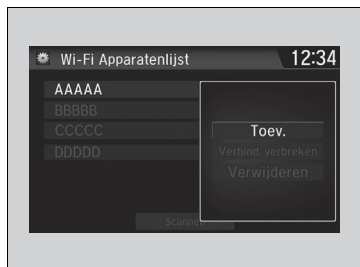 Wi-Fi Apparatenlijst 12:34
AAAAA
BBBBB
CCCCC
DDDDD
Toev.
Verbind. verbreken
Verwijderen
Scannen